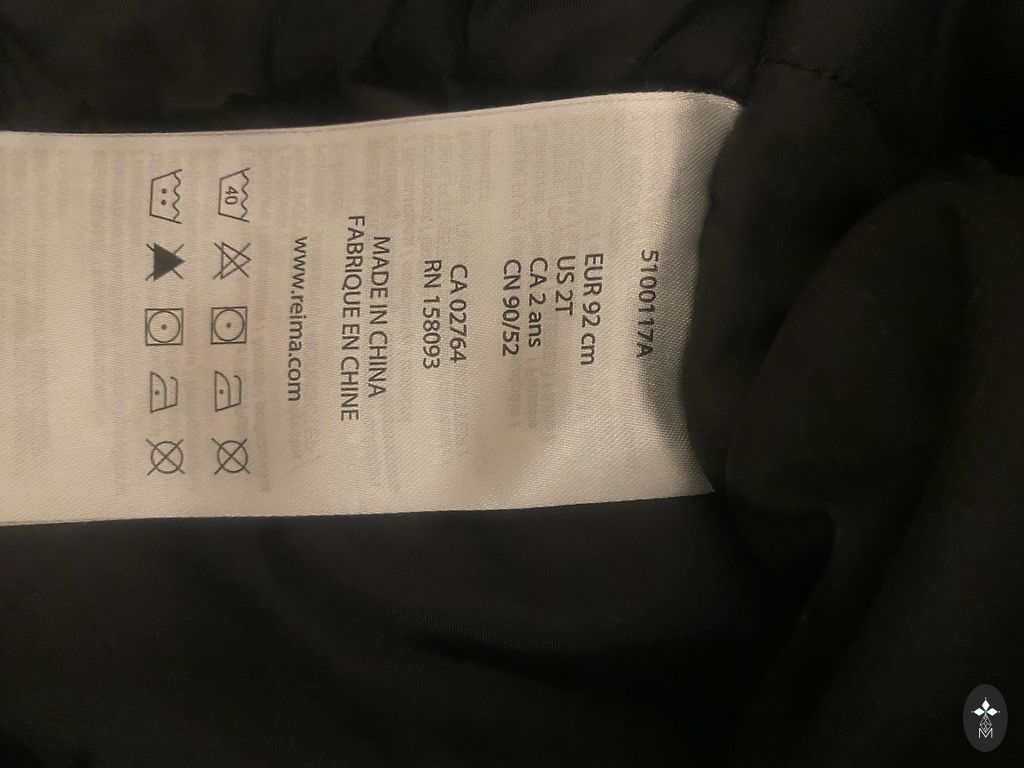 5100117A
EUR 92 cm
US 2T
CA 2 ans
CN 90/52
CA 02764
RN 158093
MADE IN CHINA
FABRIQUE EN CHINE
www.reima.com
40
M